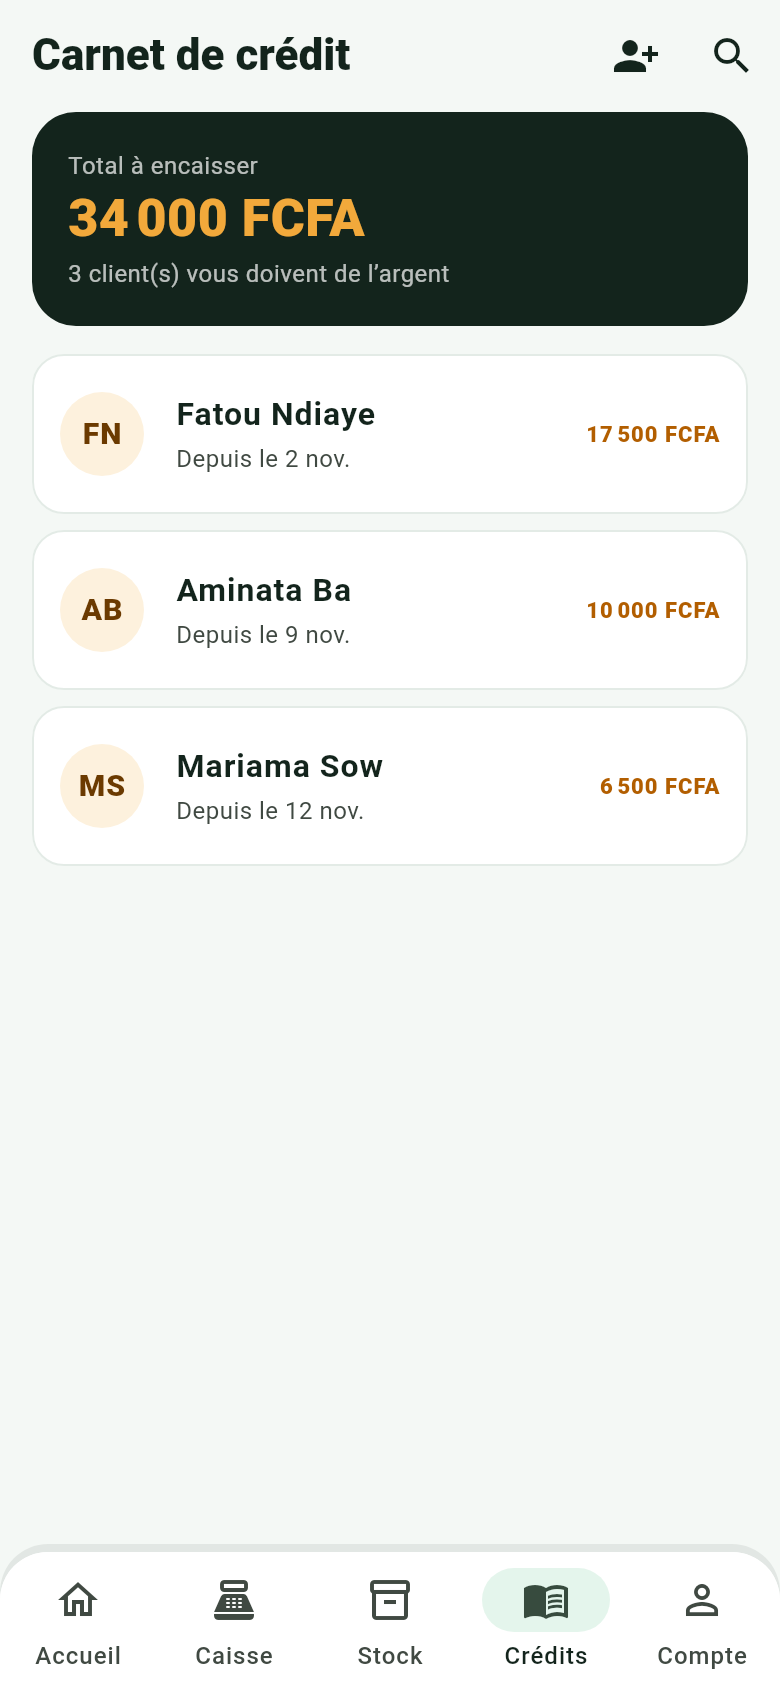 Carnet de crédit
Total à encaisser
34 000 FCFA
3 client(s) vous doivent de l’argent
FN
Fatou Ndiaye
Depuis le 2 nov.
17 500 FCFA
AB
Aminata Ba
Depuis le 9 nov.
10 000 FCFA
MS
Mariama Sow
Depuis le 12 nov.
6 500 FCFA
Accueil
Caisse
Stock
Crédits
Compte